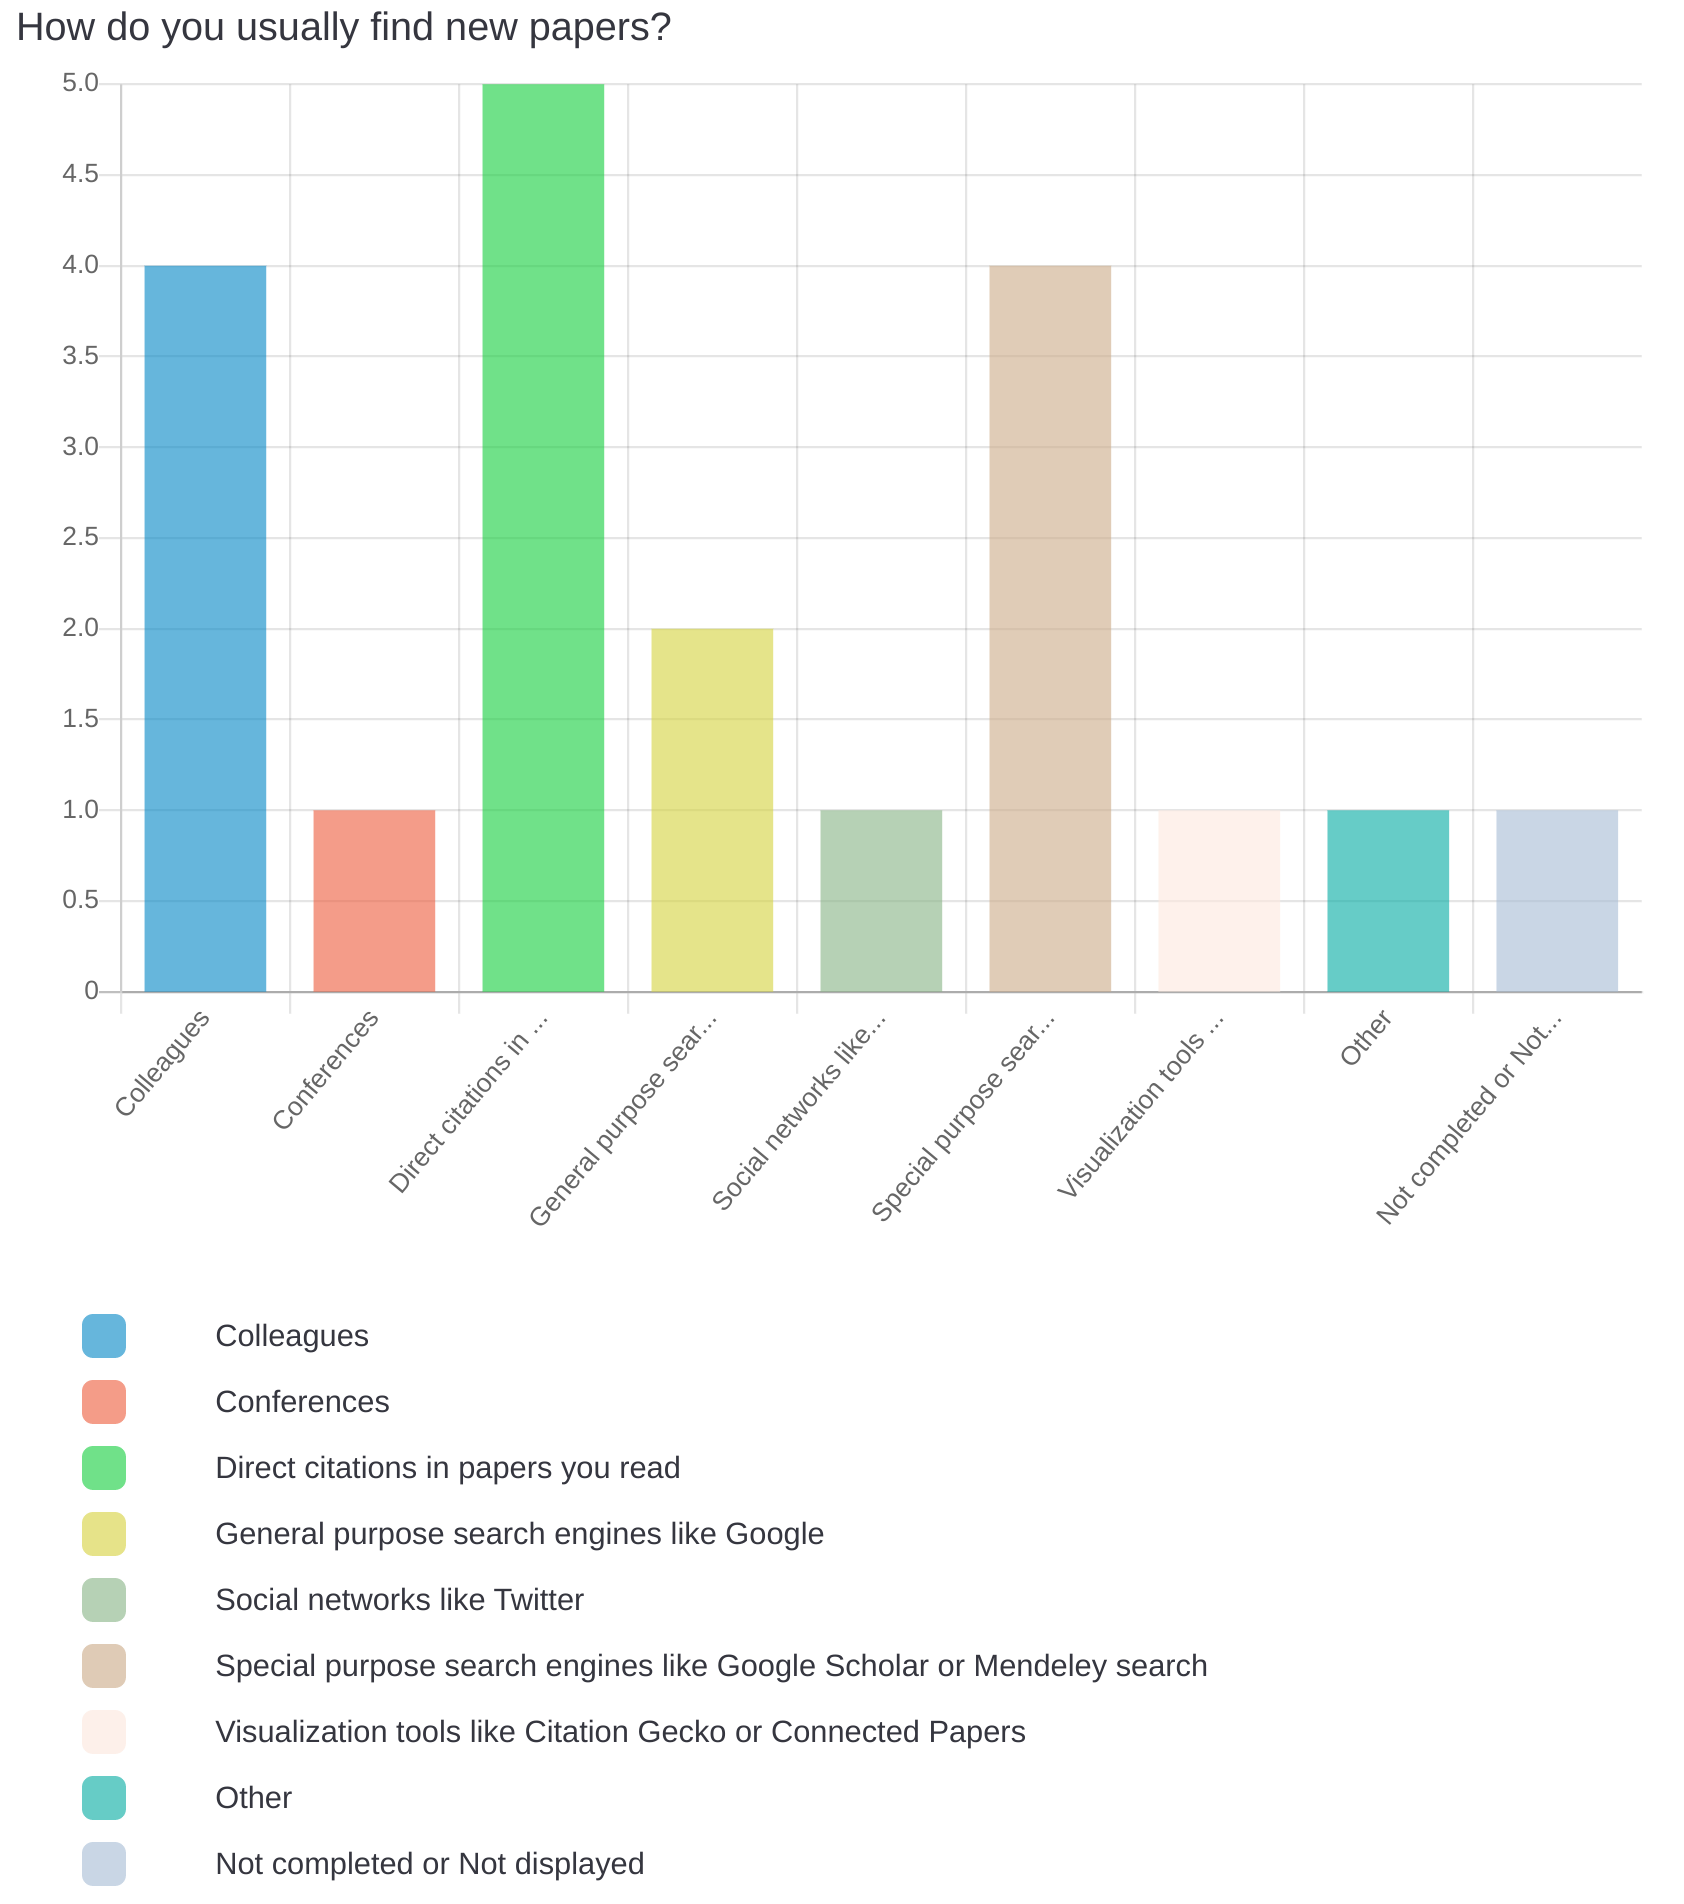 How do you usually find new papers?
5.0
4.5
4.0
3.5
3.0
2.5
2.0
1.5
1.0
0.5
0
Colleagues
Conferences
Direct citations in ...
General purpose sear...
Social networks like...
Special purpose sear...
Visualization tools ...
Other
Not completed or Not...
Colleagues
Conferences
Direct citations in papers you read
General purpose search engines like Google
Social networks like Twitter
Special purpose search engines like Google Scholar or Mendeley search
Visualization tools like Citation Gecko or Connected Papers
Other
Not completed or Not displayed